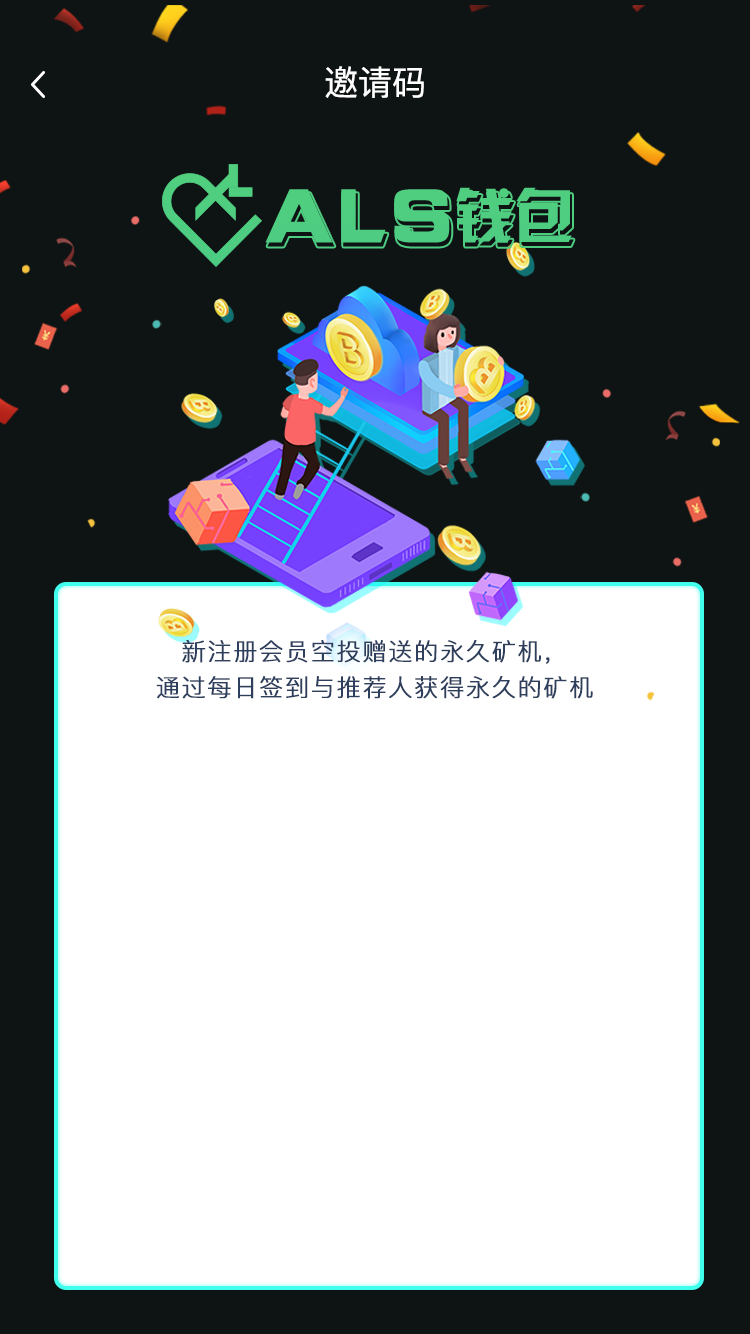 邀请码
ALS钱包
新注册会员空投赠送的永久矿机，
通过每日签到与推荐人获得永久的矿机